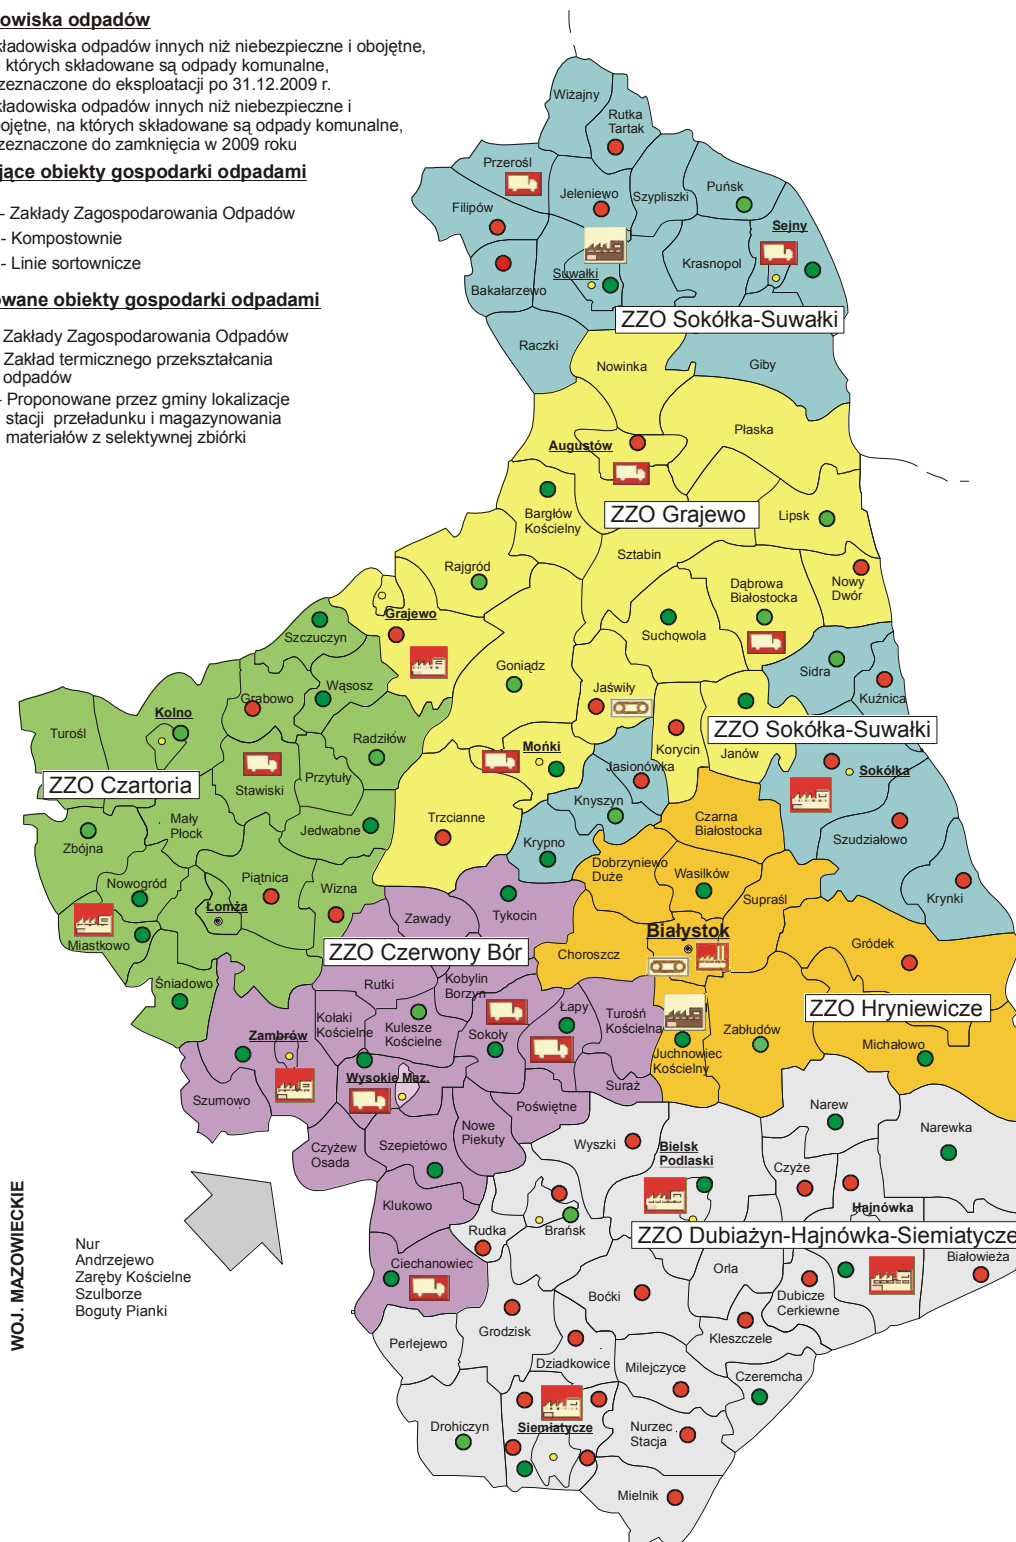 owiska odpadów
kładowiska odpadów innych niż niebezpieczne i obojętne,
których składowane są odpady komunalne,
zeznaczone do eksploatacji po 31.12.2009 r.
kładowiska odpadów innych niż niebezpieczne i
ojętne, na których składowane są odpady komunalne,
zeznaczone do zamknięcia w 2009 roku
jące obiekty gospodarki odpadami
- Zakłady Zagospodarowania Odpadów
- Kompostownie
- Linie sortownicze
owane obiekty gospodarki odpadami
Zakłady Zagospodarowania Odpadów
Zakład termicznego przekształcania
odpadów
- Proponowane przez gminy lokalizacje
stacji przeładunku i magazynowania
materiałów z selektywnej zbiórki
Wiżajny
Rutka
Tartak
Przerośl
Jeleniewo
Szypliszki
Puńsk
Filipów
Sejny
Suwałki
Krasnopol
Bakałarzewo
ZZO Sokółka-Suwałki
Raczki
Nowinka
Giby
Płaska
Augustów
Bargłów
Kościelny
ZZO Grajewo
Lipsk
Sztabin
Rajgród
Dąbrowa
Białostocka
Nowy
Dwór
Grajewo
Szczuczyn
Suchowola
Goniądz
Sidra
Kuźnica
Wąsosz
Jaświły
Grabowo
Kolno
Turośl
Radziłów
Mońki
Korycin
Janów
ZZO Sokółka-Suwałki
Jasionówka
Sokółka
ZZO Czartoria
Stawiski
Przytuły
Knyszyn
Mały
Płock
Jedwabne
Trzcianne
Czarna
Białostocka
Szudziałowo
Zbójna
Krypno
Dobrzyniewo
Duże
Wasilków
Nowogród
Piątnica
Wizna
Supraśl
Krynki
Łomża
Zawady
Tykocin
Miastkowo
Białystok
Gródek
ZZO Czerwony Bór
Choroszcz
Śniadowo
Rutki
Kobylin
Borzyn
ZZO Hryniewicze
Kołaki
Kościelne
Kulesze
Kościelne
Łapy
Turośń
Kościelna
Zambrów
Sokoły
Zabłudów
Michałowo
Juchnowiec
Kościelny
Wysokie Maz.
Suraż
Szumowo
Poświętne
Narew
Narewka
Nowe
Piekuty
Czyżew
Osada
Szepietówo
Wyszki
Bielsk
Podlaski
Czyże
Klukowo
Hajnówka
Rudka
Brańsk
ZZO Dubiażyn-Hajnówka-Siemiatycze
WOJ. MAZOWIECKIE
Nur
Andrzejewo
Zaręby Kościelne
Szulborze
Boguty Pianki
Ciechanowiec
Orla
Białowieża
Boćki
Dubicze
Cerkiewne
Perlejewo
Grodzisk
Kleszczele
Dziadkowice
Milejczyce
Czeremcha
Drohiczyn
Siemiatycze
Nurzec
Stacja
Mielnik